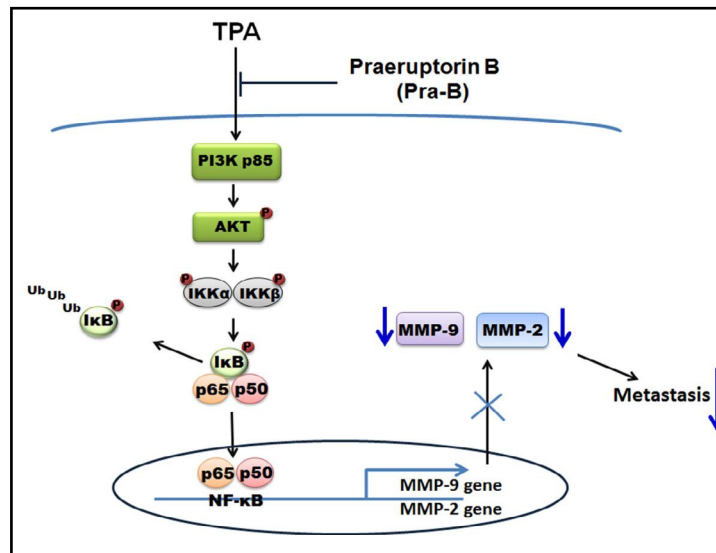 TPA
Praeruptorin B
(Pra-B)
PI3K p85
P
AKT
P
P
IKKα
IKKβ
Ub
Ub
Ub
P
IκB
P
IκB
p65
p50
MMP-9
MMP-2
Metastasis
p65
p50
NF-κB
MMP-9 gene
MMP-2 gene